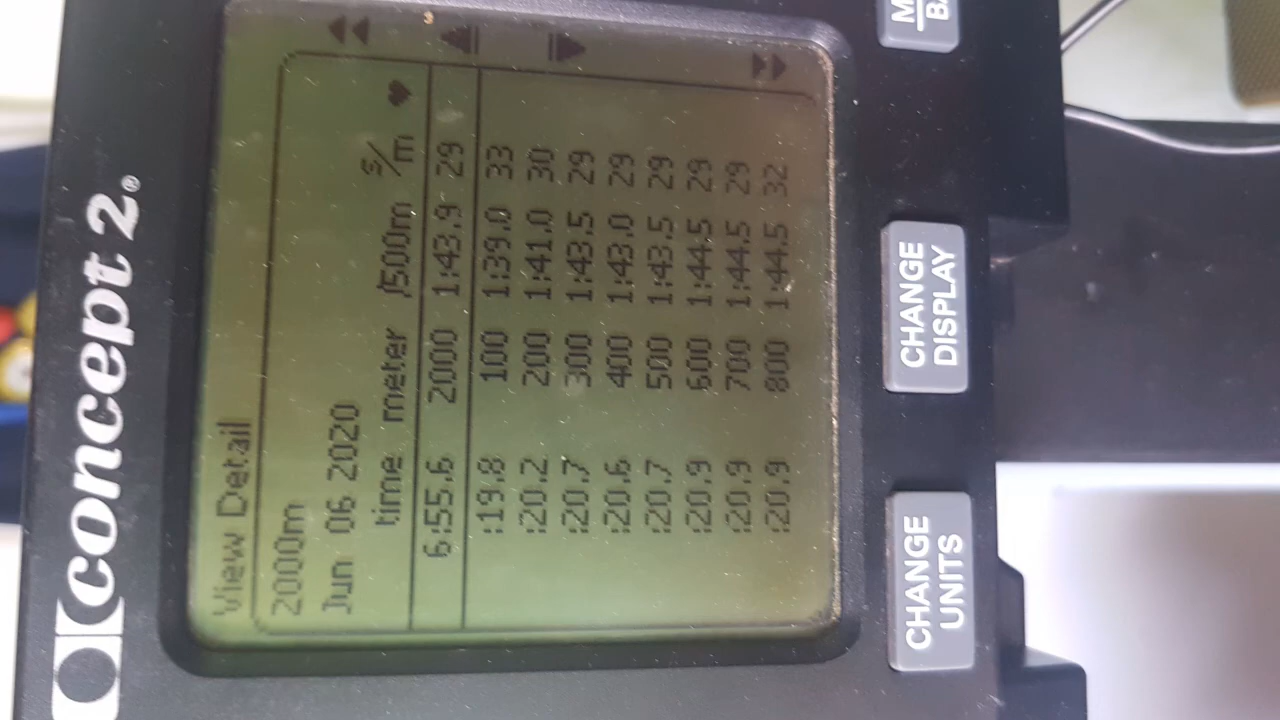 concept 2®
View Detail
2000m
Jun 06 2020
time meter /500m s/m
6:55.6 2000 1:43.9 29
:19.8 100 1:39.0 33
:20.2 200 1:41.0 30
:20.7 300 1:43.5 29
:20.6 400 1:43.0 29
:20.7 500 1:43.5 29
:20.9 600 1:44.5 29
:20.9 700 1:44.5 29
:20.9 800 1:44.5 32
CHANGE UNITS
CHANGE DISPLAY